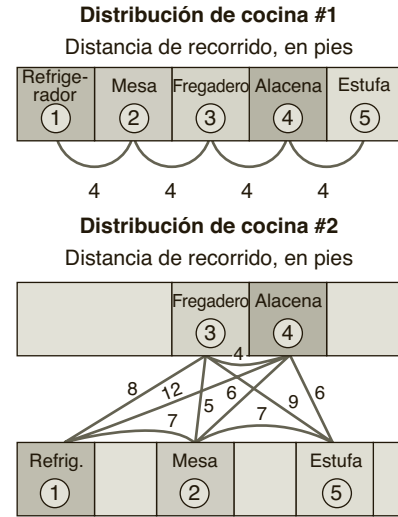 Distribución de cocina #1
Distancia de recorrido, en pies
Refrige-
rador
Mesa
Fregadero
Alacena
Estufa
1 2 3 4 5
4 4 4 4
Distribución de cocina #2
Distancia de recorrido, en pies
Fregadero Alacena
3 4
4
8 12 7 5 6 7 9 6
Refrig. Mesa Estufa
1 2 5